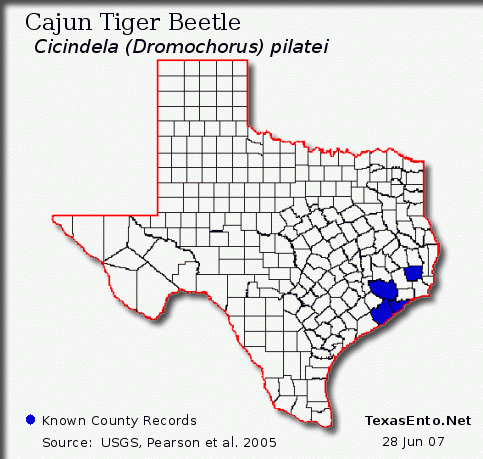 Cajun Tiger Beetle
Cicindela (Dromochorus) pilatei
Known County Records
TexasEnto.Net
Source: USGS, Pearson et al. 2005
28 Jun 07